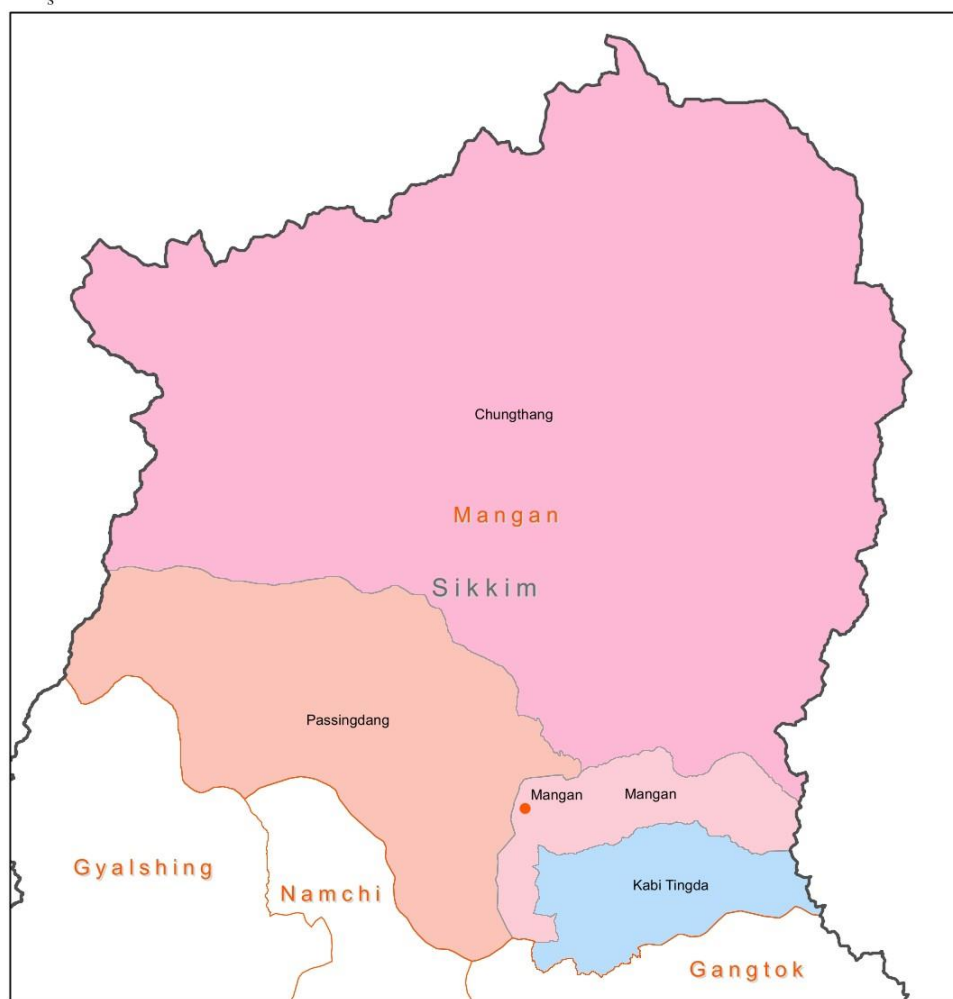 s
Chungthang
Mangan
Sikkim
Passingdang
Mangan
Mangan
Gyalshing
Namchi
Kabi Tingda
Gangtok